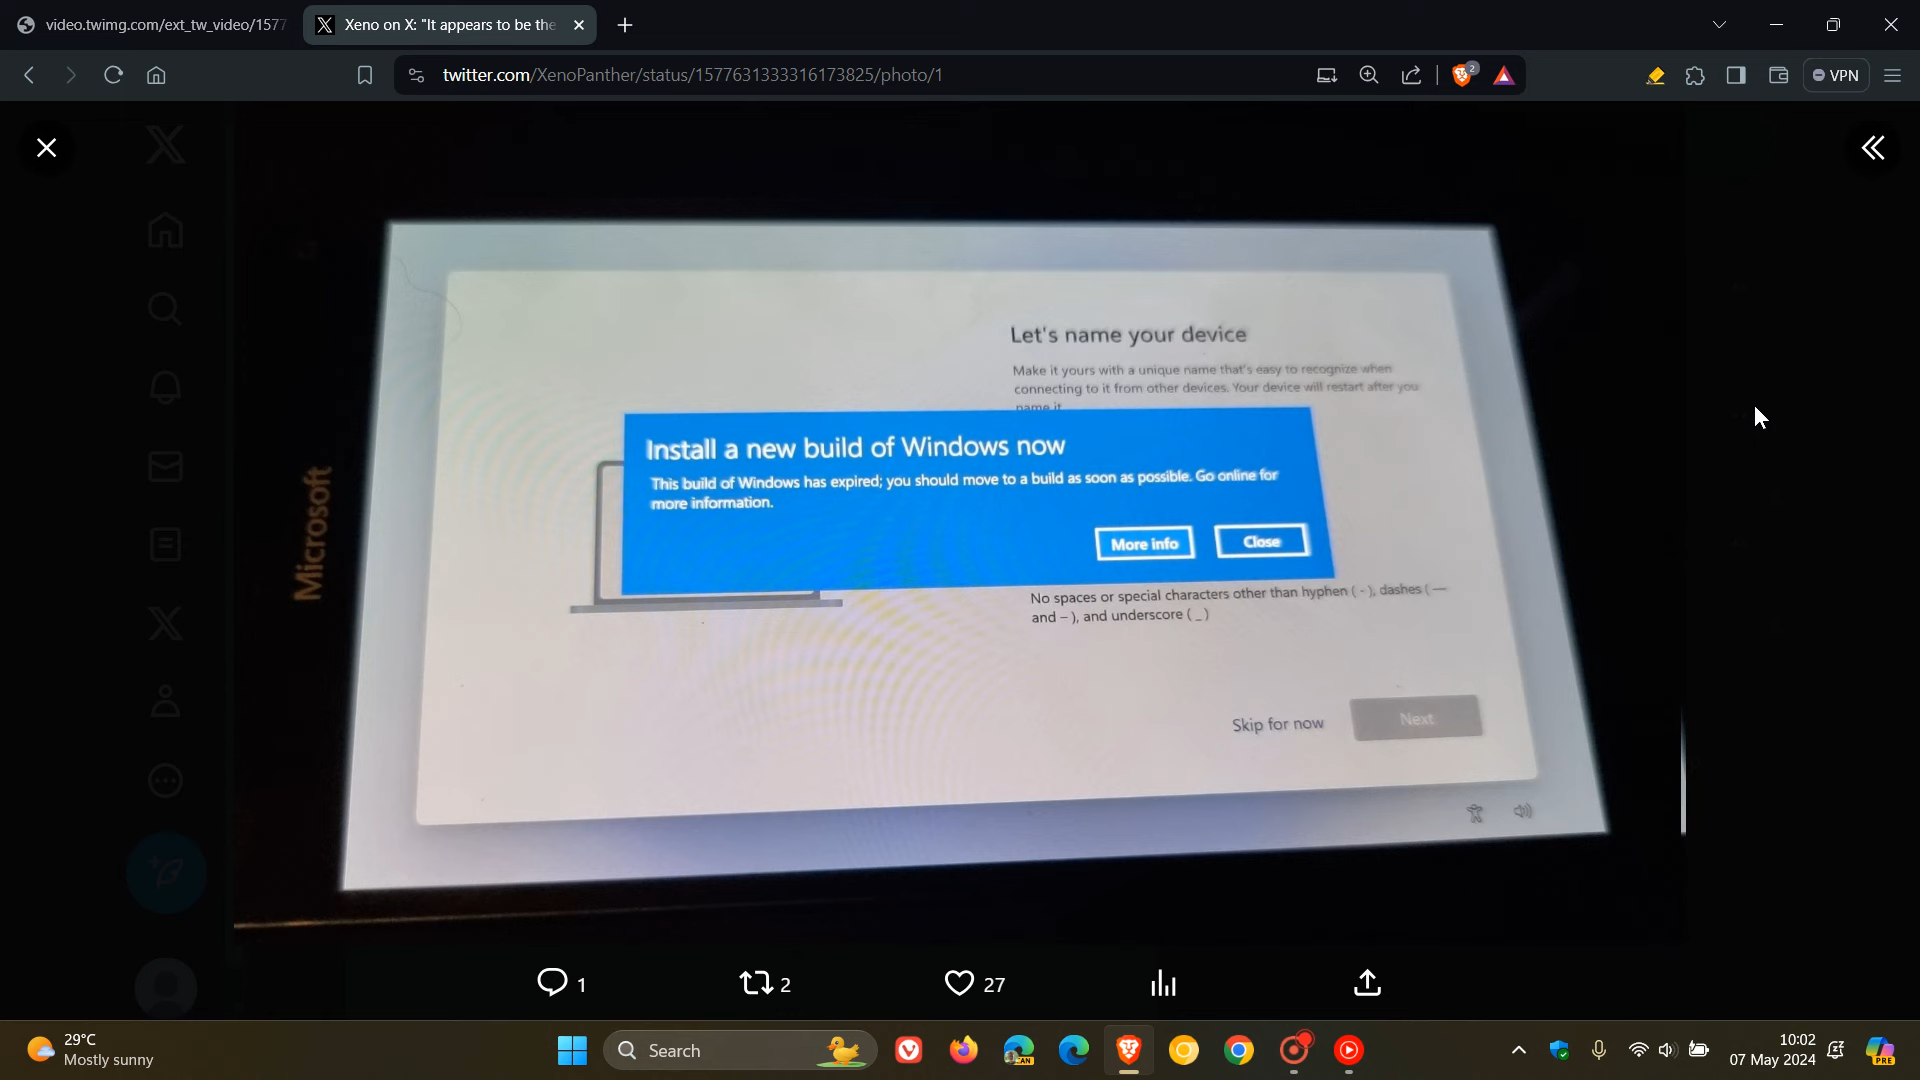 video.twimg.com/ext_tw_video/1577
Xeno on X: "It appears to be the
twitter.com/XenoPanther/status/1577631333316173825/photo/1
2
VPN
Microsoft
Let's name your device
Make it yours with a unique name that's easy to recognize when
connecting to it from other devices. Your device will restart after you
name it.
Install a new build of Windows now
This build of Windows has expired; you should move to a build as soon as possible. Go online for
more information.
More info
Close
No spaces or special characters other than hyphen ( - ), dashes ( —
and – ), and underscore ( _ )
Skip for now
Next
1
2
27
29°C
Mostly sunny
Search
CAN
10:02
07 May 2024
PRE